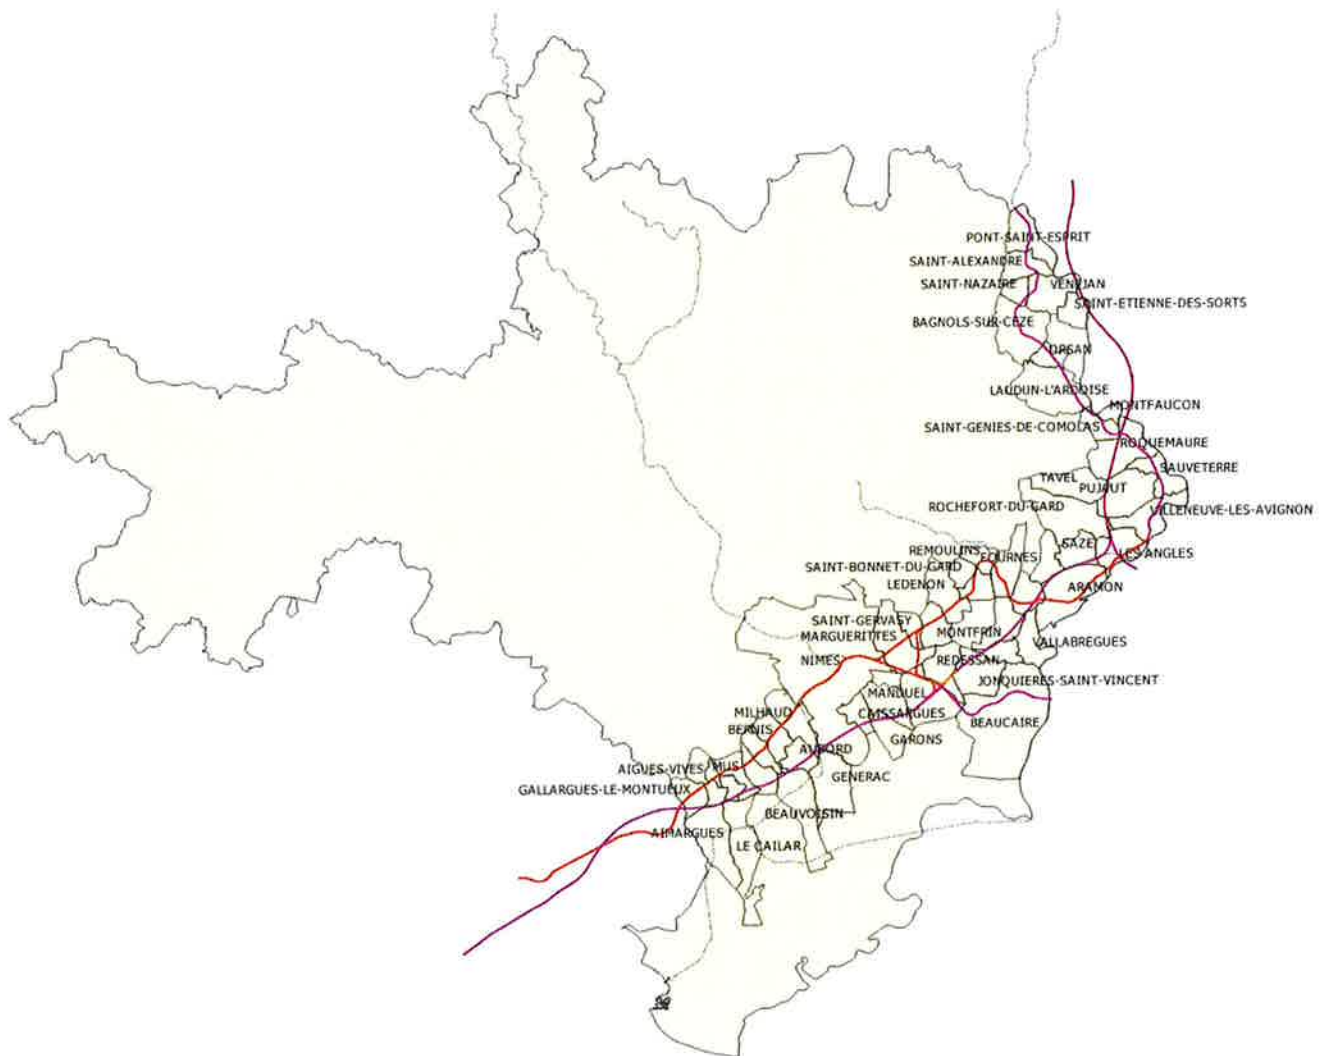 PONT-SAINT-ESPRIT
SAINT-ALEXANDRE
SAINT-NAZAIRE
VENEJAN
SAINT-ETIENNE-DES-SORTS
BAGNOLS-SUR-CEZE
ORSAN
LAUDUN-L'ARDOISE
MONTFAUCON
SAINT-GENIES-DE-COMOLAS
ROQUEMAURE
SAUVETERRE
TAVEL
PUJAUT
ROCHEFORT-DU-GARD
VILLENEUVE-LES-AVIGNON
SAZE
REMOULINS
FOURNES
LES ANGLES
SAINT-BONNET-DU-GARD
LEDENON
ARAMON
SAINT-GERVASY
MARGUERITTES
MONTFRIN
VALLABREGUES
NIMES
REDESSAN
JONQUIERES-SAINT-VINCENT
MANDUEL
MILHAUD
CAISSARGUES
BEAUCAIRE
BERNIS
GARONS
AUBORD
AIGUES-VIVES
MUS
GENERAC
GALLARGUES-LE-MONTUEUX
BEAUVOISIN
AIMARGUES
LE CAILAR